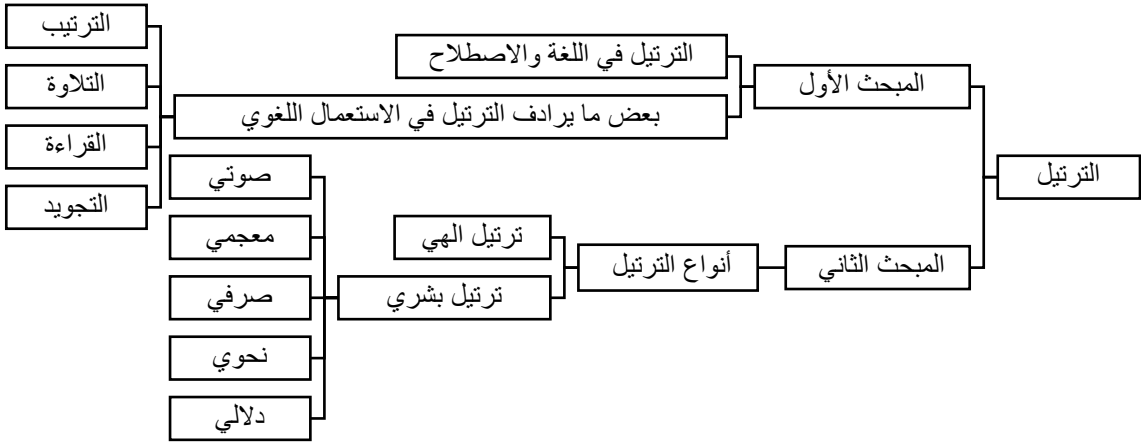 الترتيل
المبحث الأول
الترتيل في اللغة والاصطلاح
بعض ما يرادف الترتيل في الاستعمال اللغوي
الترتيب
التلاوة
القراءة
التجويد
المبحث الثاني
أنواع الترتيل
ترتيل الهي
ترتيل بشري
صوتي
معجمي
صرفي
نحوي
دلالي